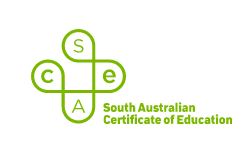 S
C e
A
South Australian
Certificate of Education